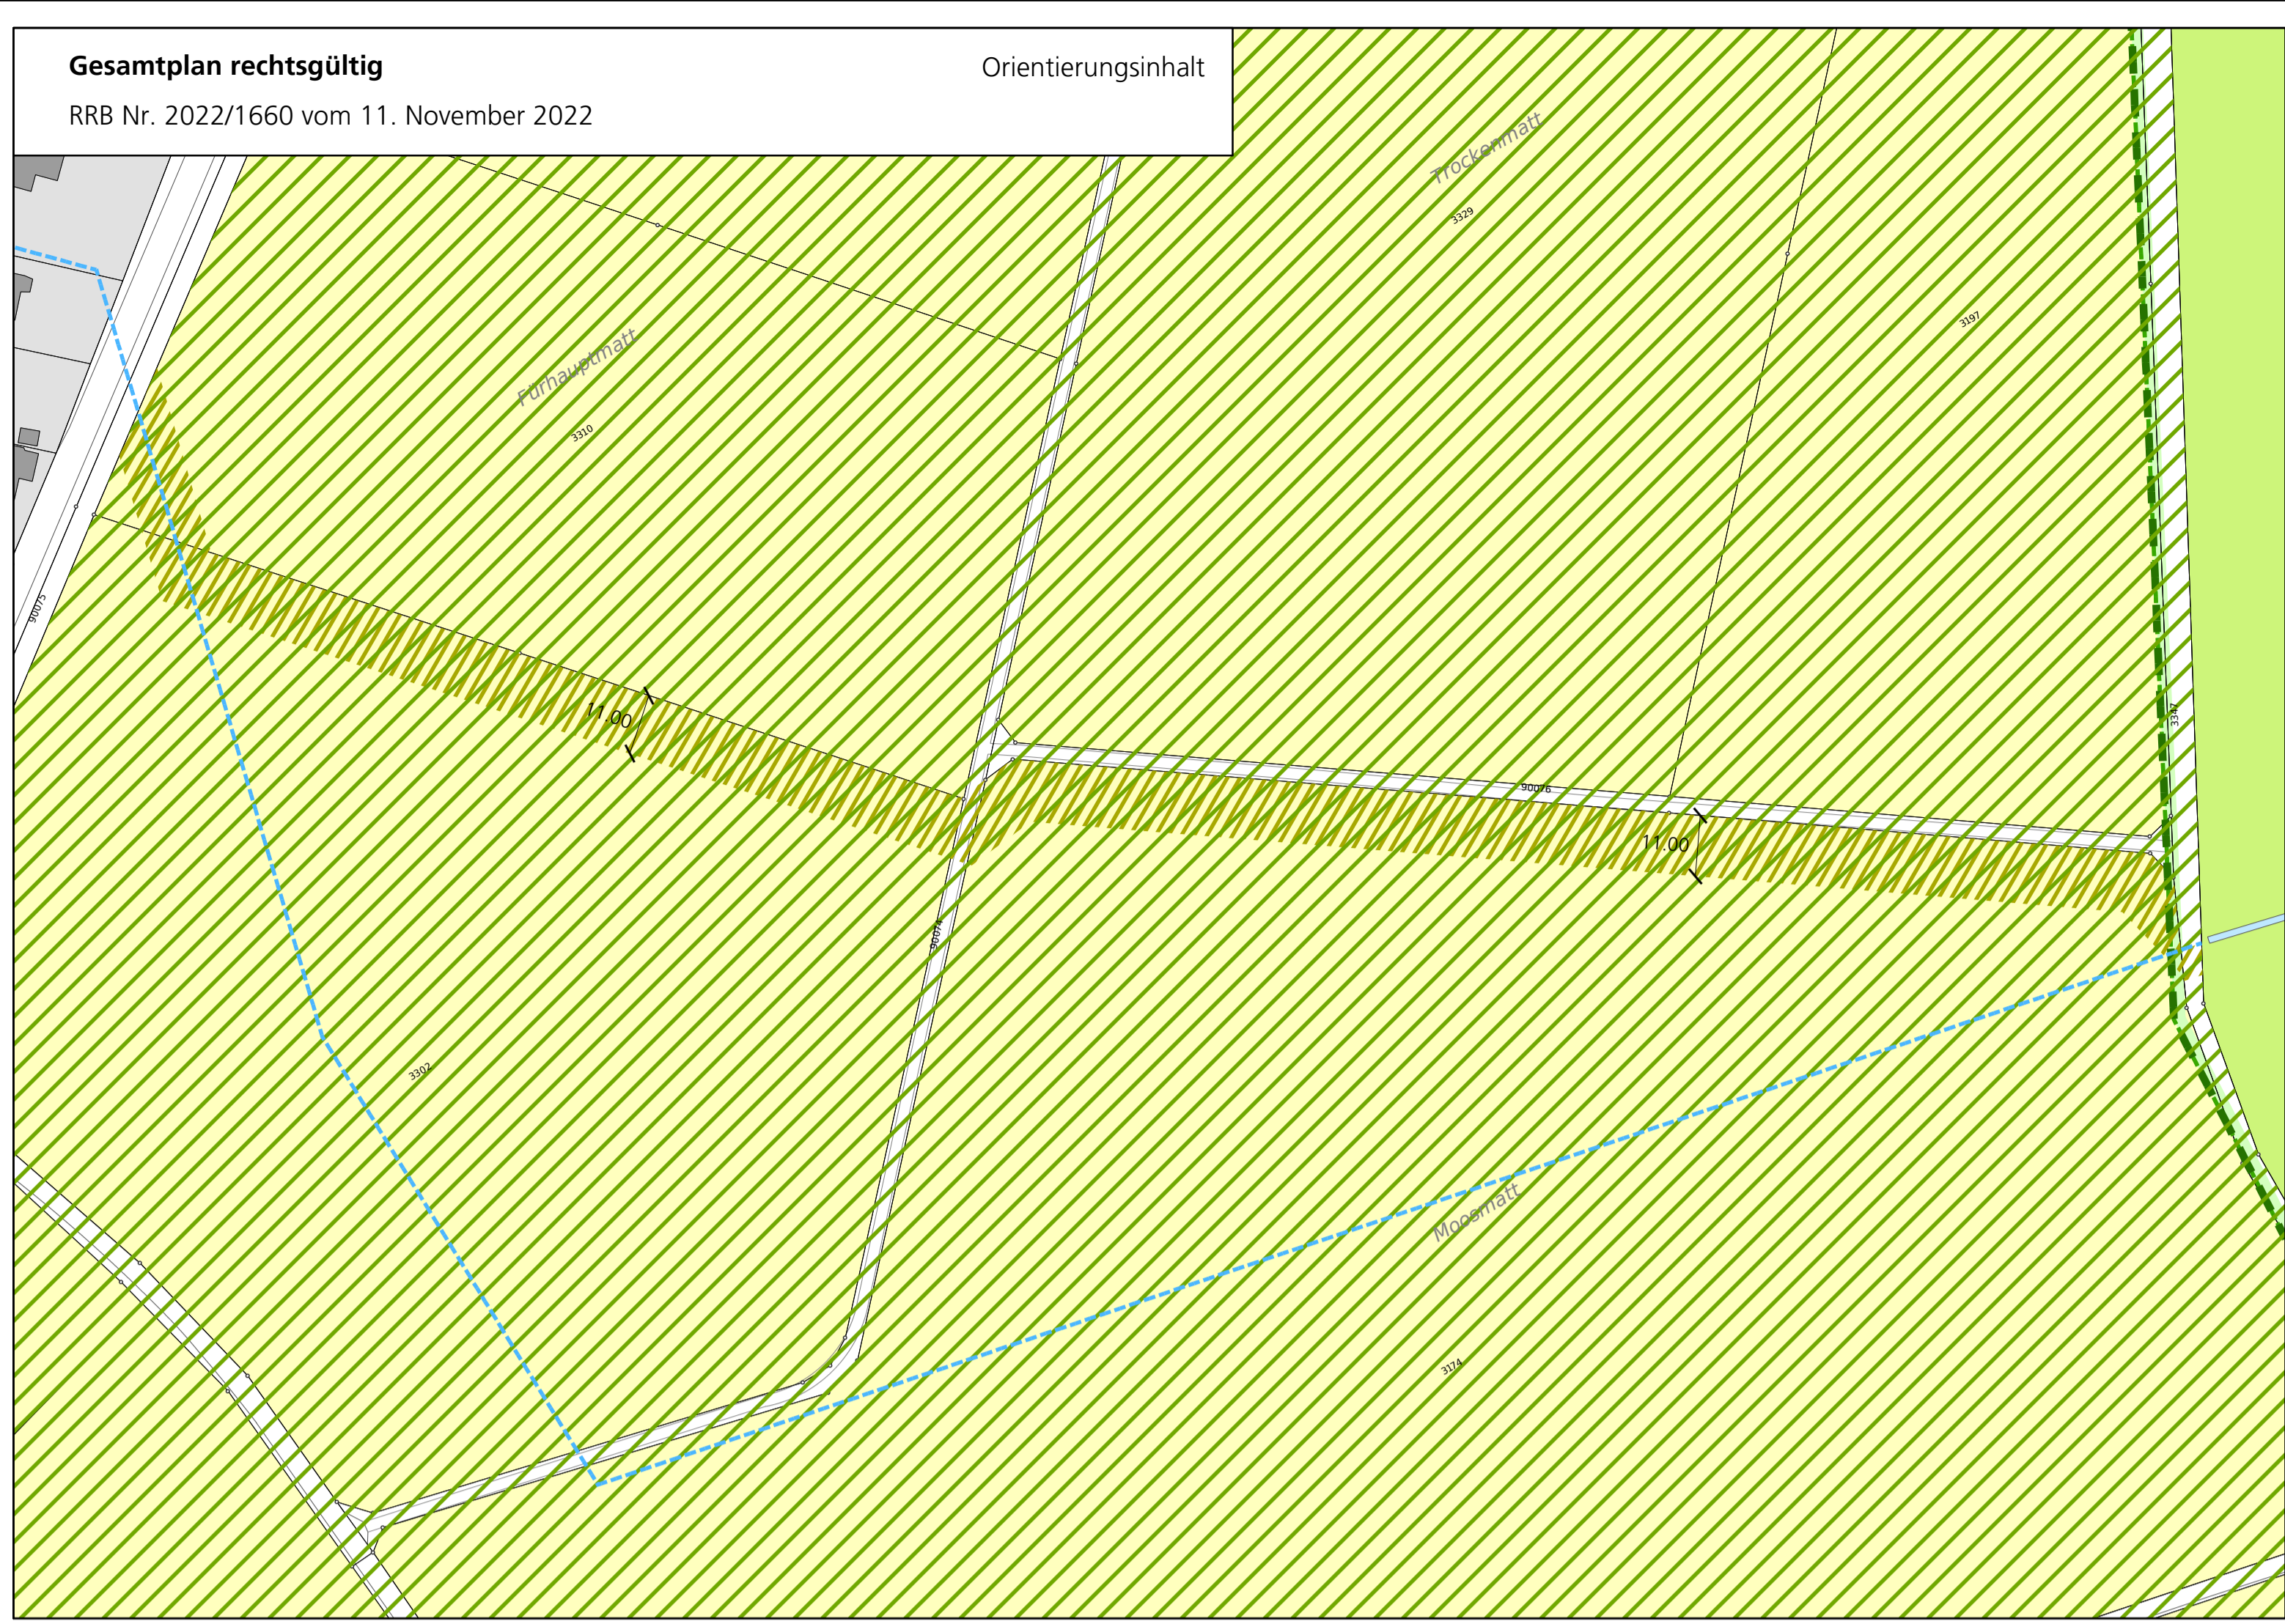 Gesamtplan rechtsgültig
Orientierungsinhalt
RRB Nr. 2022/1660 vom 11. November 2022
Trockenmatt
3329
3197
Fürhauptmatt
3310
90075
11.00
3347
90076
11.00
90074
3302
Moosmatt
3174